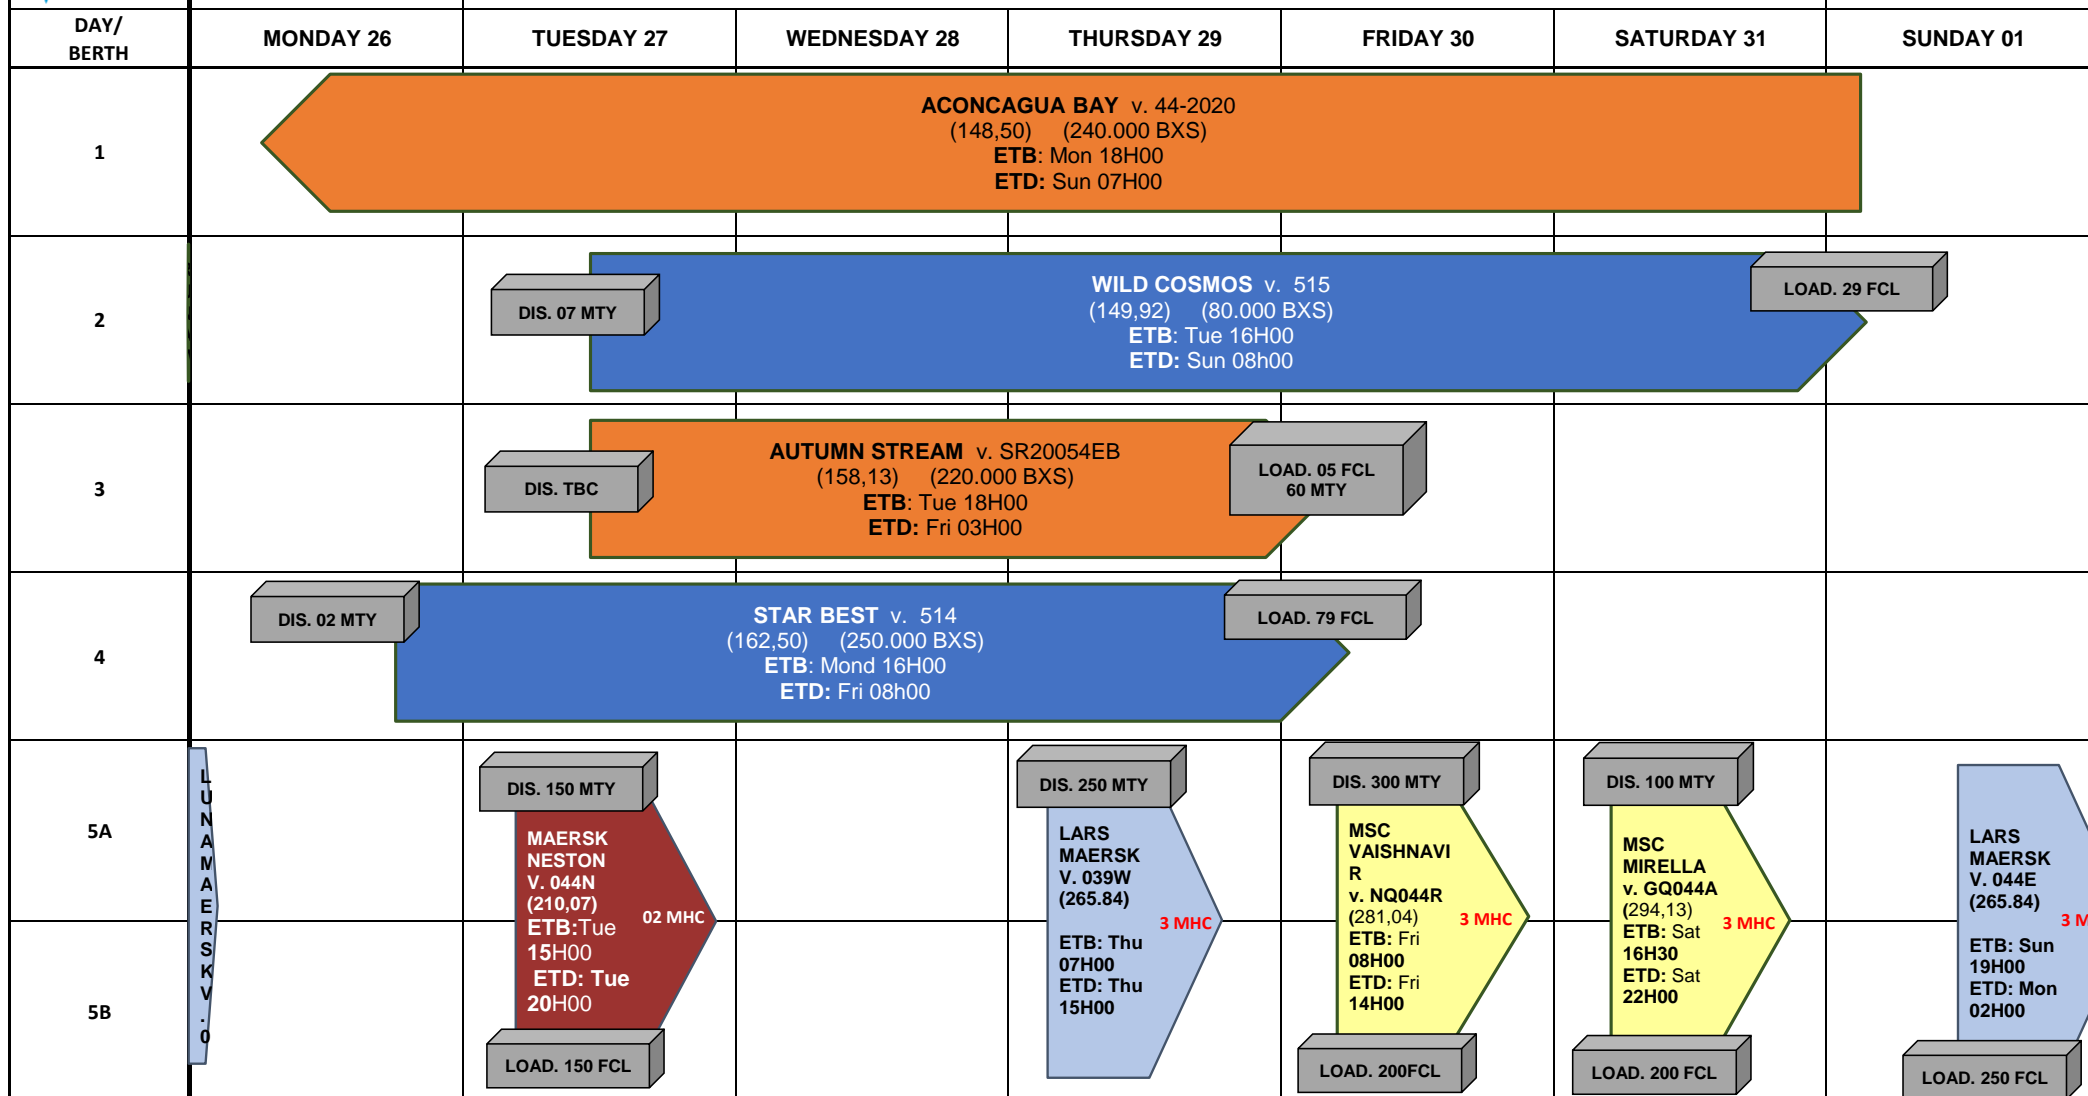 DAY/
BERTH
MONDAY 26
TUESDAY 27
WEDNESDAY 28
THURSDAY 29
FRIDAY 30
SATURDAY 31
SUNDAY 01
1
ACONCAGUA BAY v. 44-2020
(148,50) (240.000 BXS)
ETB: Mon 18H00
ETD: Sun 07H00
2
DIS. 07 MTY
WILD COSMOS v. 515
(149,92) (80.000 BXS)
ETB: Tue 16H00
ETD: Sun 08h00
LOAD. 29 FCL
3
DIS. TBC
AUTUMN STREAM v. SR20054EB
(158,13) (220.000 BXS)
ETB: Tue 18H00
ETD: Fri 03H00
LOAD. 05 FCL
60 MTY
4
DIS. 02 MTY
STAR BEST v. 514
(162,50) (250.000 BXS)
ETB: Mond 16H00
ETD: Fri 08h00
LOAD. 79 FCL
5A
5B
L
U
N
A
M
A
E
R
S
K
V
.
0
DIS. 150 MTY
MAERSK
NESTON
V. 044N
(210,07)
ETB:Tue
15H00
ETD: Tue
20H00
02 MHC
LOAD. 150 FCL
DIS. 250 MTY
LARS
MAERSK
V. 039W
(265.84)
ETB: Thu
07H00
ETD: Thu
15H00
3 MHC
DIS. 300 MTY
MSC
VAISHNAVI
R
v. NQ044R
(281,04)
ETB: Fri
08H00
ETD: Fri
14H00
3 MHC
LOAD. 200FCL
DIS. 100 MTY
MSC
MIRELLA
v. GQ044A
(294,13)
ETB: Sat
16H30
ETD: Sat
22H00
3 MHC
LOAD. 200 FCL
LARS
MAERSK
V. 044E
(265.84)
ETB: Sun
19H00
ETD: Mon
02H00
3 M
LOAD. 250 FCL